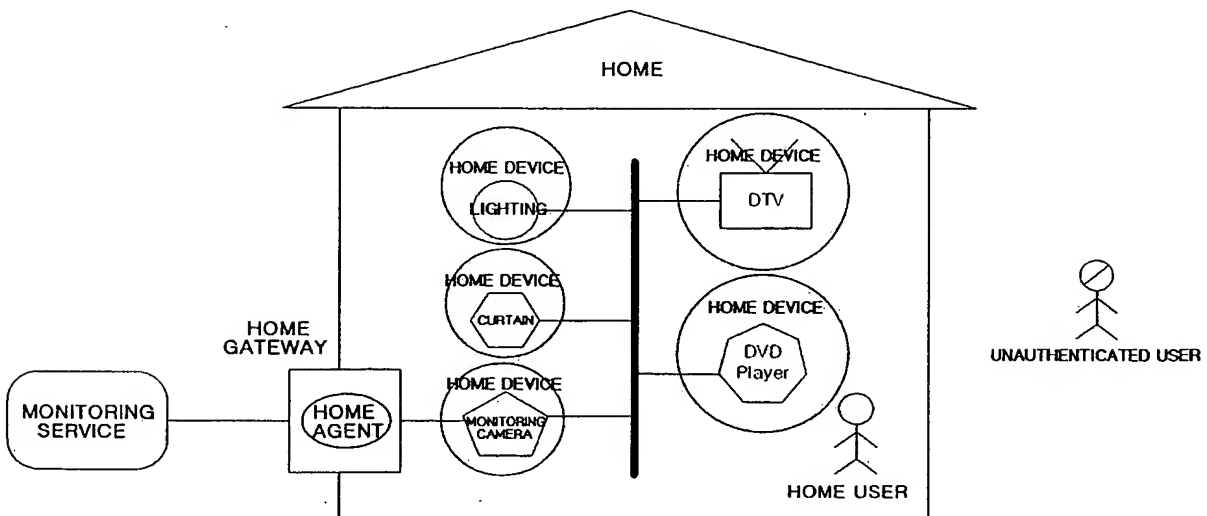 HOME
HOME DEVICE
LIGHTING
HOME DEVICE
DTV
HOME DEVICE
CURTAIN
HOME DEVICE
DVD
Player
HOME
GATEWAY
UNAUTHENTICATED USER
MONITORING
SERVICE
HOME
AGENT
HOME DEVICE
MONITORING
CAMERA
HOME USER